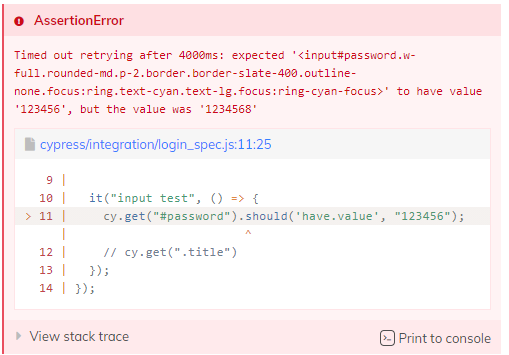 AssertionError
Timed out retrying after 4000ms: expected '<input#password.w-
full.rounded-md.p-2.border.border-slate-400.outline-
none.focus:ring.text-cyan.text-lg.focus:ring-cyan-focus>' to have value
'123456', but the value was '1234568'
cypress/integration/login_spec.js:11:25
9 |
10 |   it("input test", () => {
> 11 |     cy.get("#password").should('have.value', "123456");
|                         ^
12 |     // cy.get(".title")
13 |   });
14 | });
View stack trace
Print to console